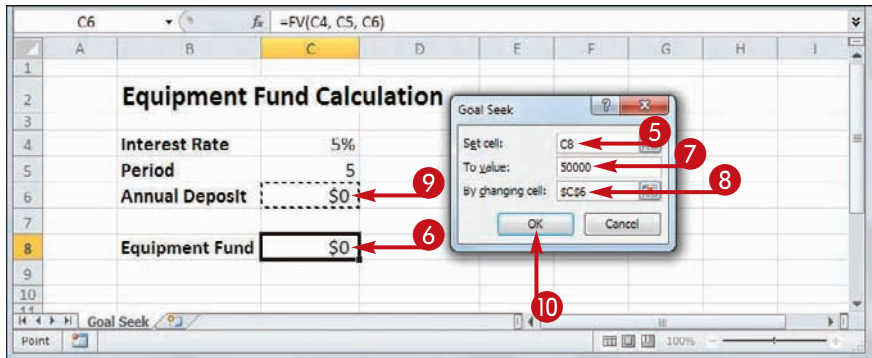 C6 fx =FV(C4, C5, C6)
A B C D E F G H I
1
2 Equipment Fund Calculation
3
4 Interest Rate 5%
5 Period 5
6 Annual Deposit $0
7
8 Equipment Fund $0
9
10
Goal Seek
Set cell: C8
To value: 50000
By changing cell: $C$6
OK Cancel
5
7
8
9
6
10
Goal Seek
Point 100%